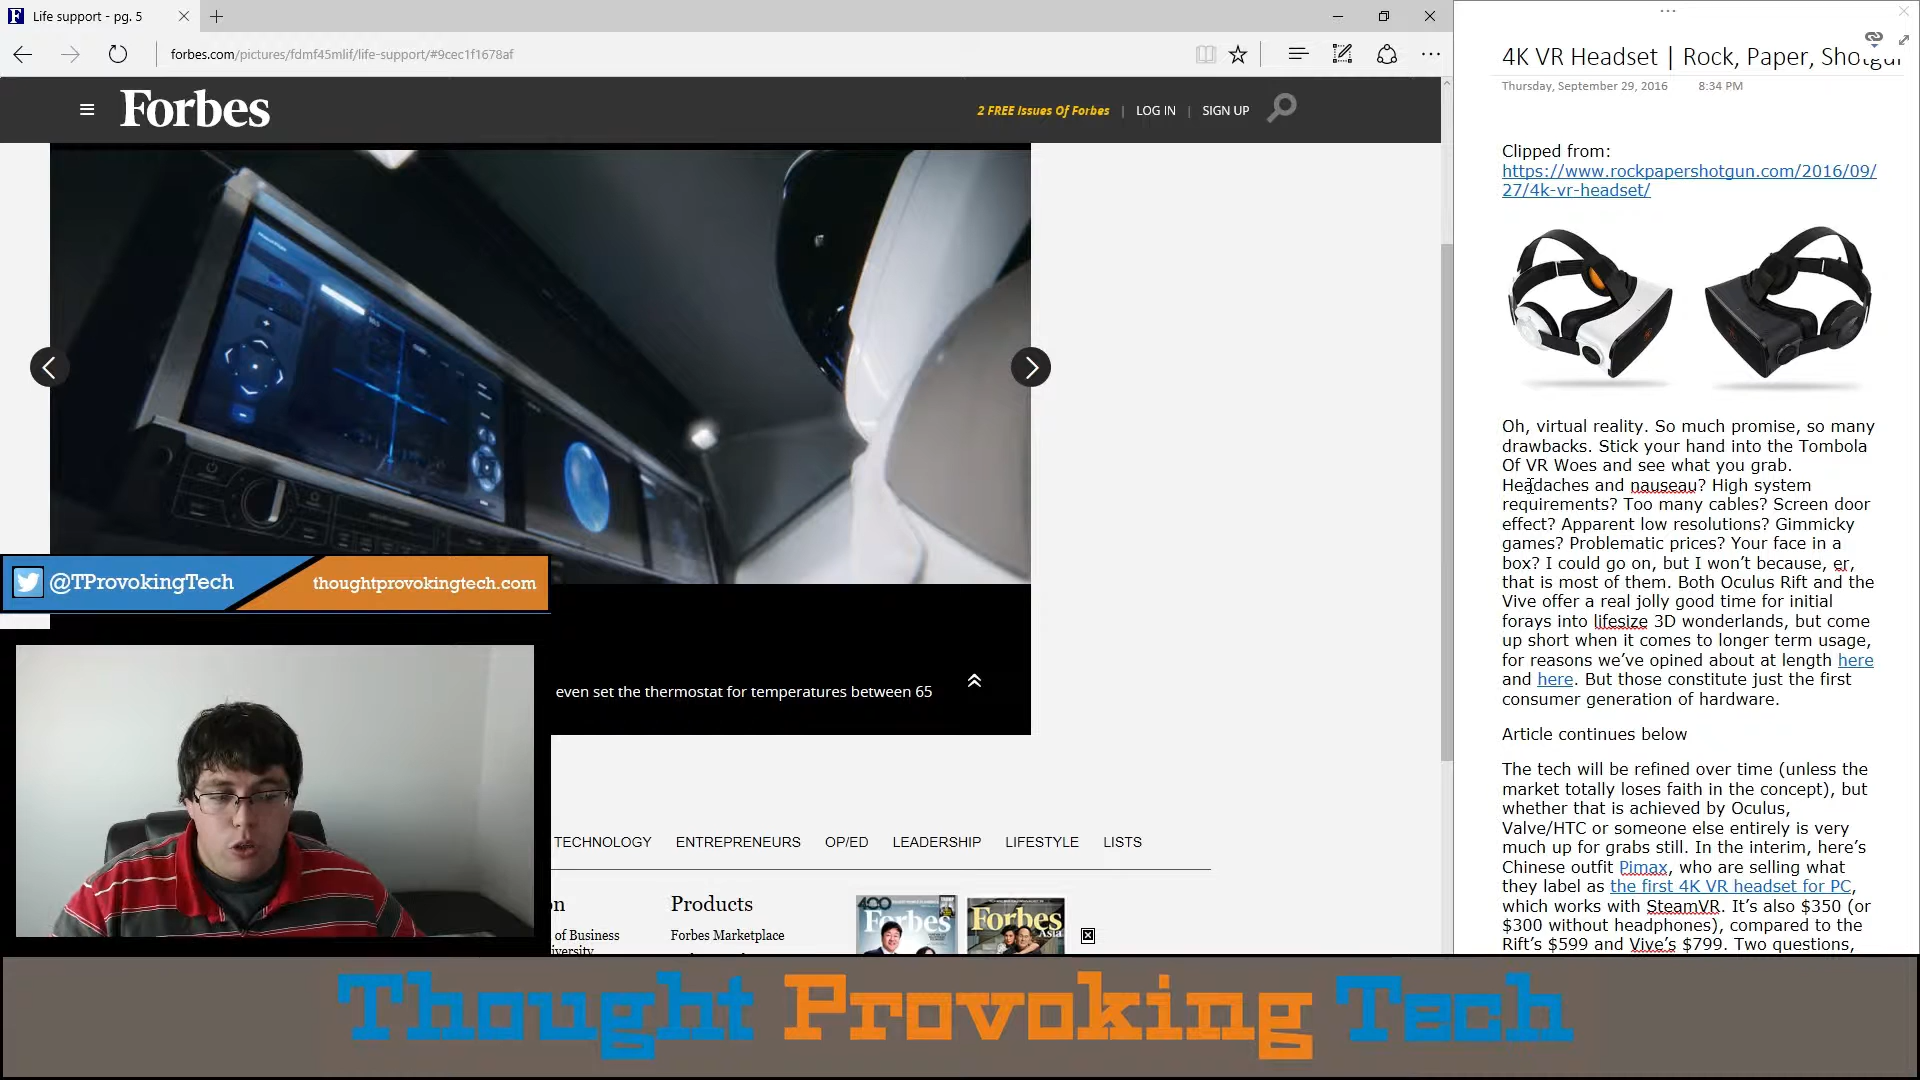 Life support - pg. 5
forbes.com/pictures/fdmf45mlif/life-support/#9cec1f1678af
Forbes
2 FREE Issues Of Forbes | LOG IN | SIGN UP
@TProvokingTech
thoughtprovokingtech.com
even set the thermostat for temperatures between 65
TECHNOLOGY ENTREPRENEURS OP/ED LEADERSHIP LIFESTYLE LISTS
on
of Business
iversity
Products
Forbes Marketplace
400
Forbes
Forbes
Asia
4K VR Headset | Rock, Paper, Shotgun
Thursday, September 29, 2016 8:34 PM
Clipped from:
https://www.rockpapershotgun.com/2016/09/
27/4k-vr-headset/
Oh, virtual reality. So much promise, so many
drawbacks. Stick your hand into the Tombola
Of VR Woes and see what you grab.
Headaches and nauseau? High system
requirements? Too many cables? Screen door
effect? Apparent low resolutions? Gimmicky
games? Problematic prices? Your face in a
box? I could go on, but I won’t because, er,
that is most of them. Both Oculus Rift and the
Vive offer a real jolly good time for initial
forays into lifesize 3D wonderlands, but come
up short when it comes to longer term usage,
for reasons we’ve opined about at length here
and here. But those constitute just the first
consumer generation of hardware.
Article continues below
The tech will be refined over time (unless the
market totally loses faith in the concept), but
whether that is achieved by Oculus,
Valve/HTC or someone else entirely is very
much up for grabs still. In the interim, here’s
Chinese outfit Pimax, who are selling what
they label as the first 4K VR headset for PC,
which works with SteamVR. It’s also $350 (or
$300 without headphones), compared to the
Rift’s $599 and Vive’s $799. Two questions,
Thought Provoking Tech